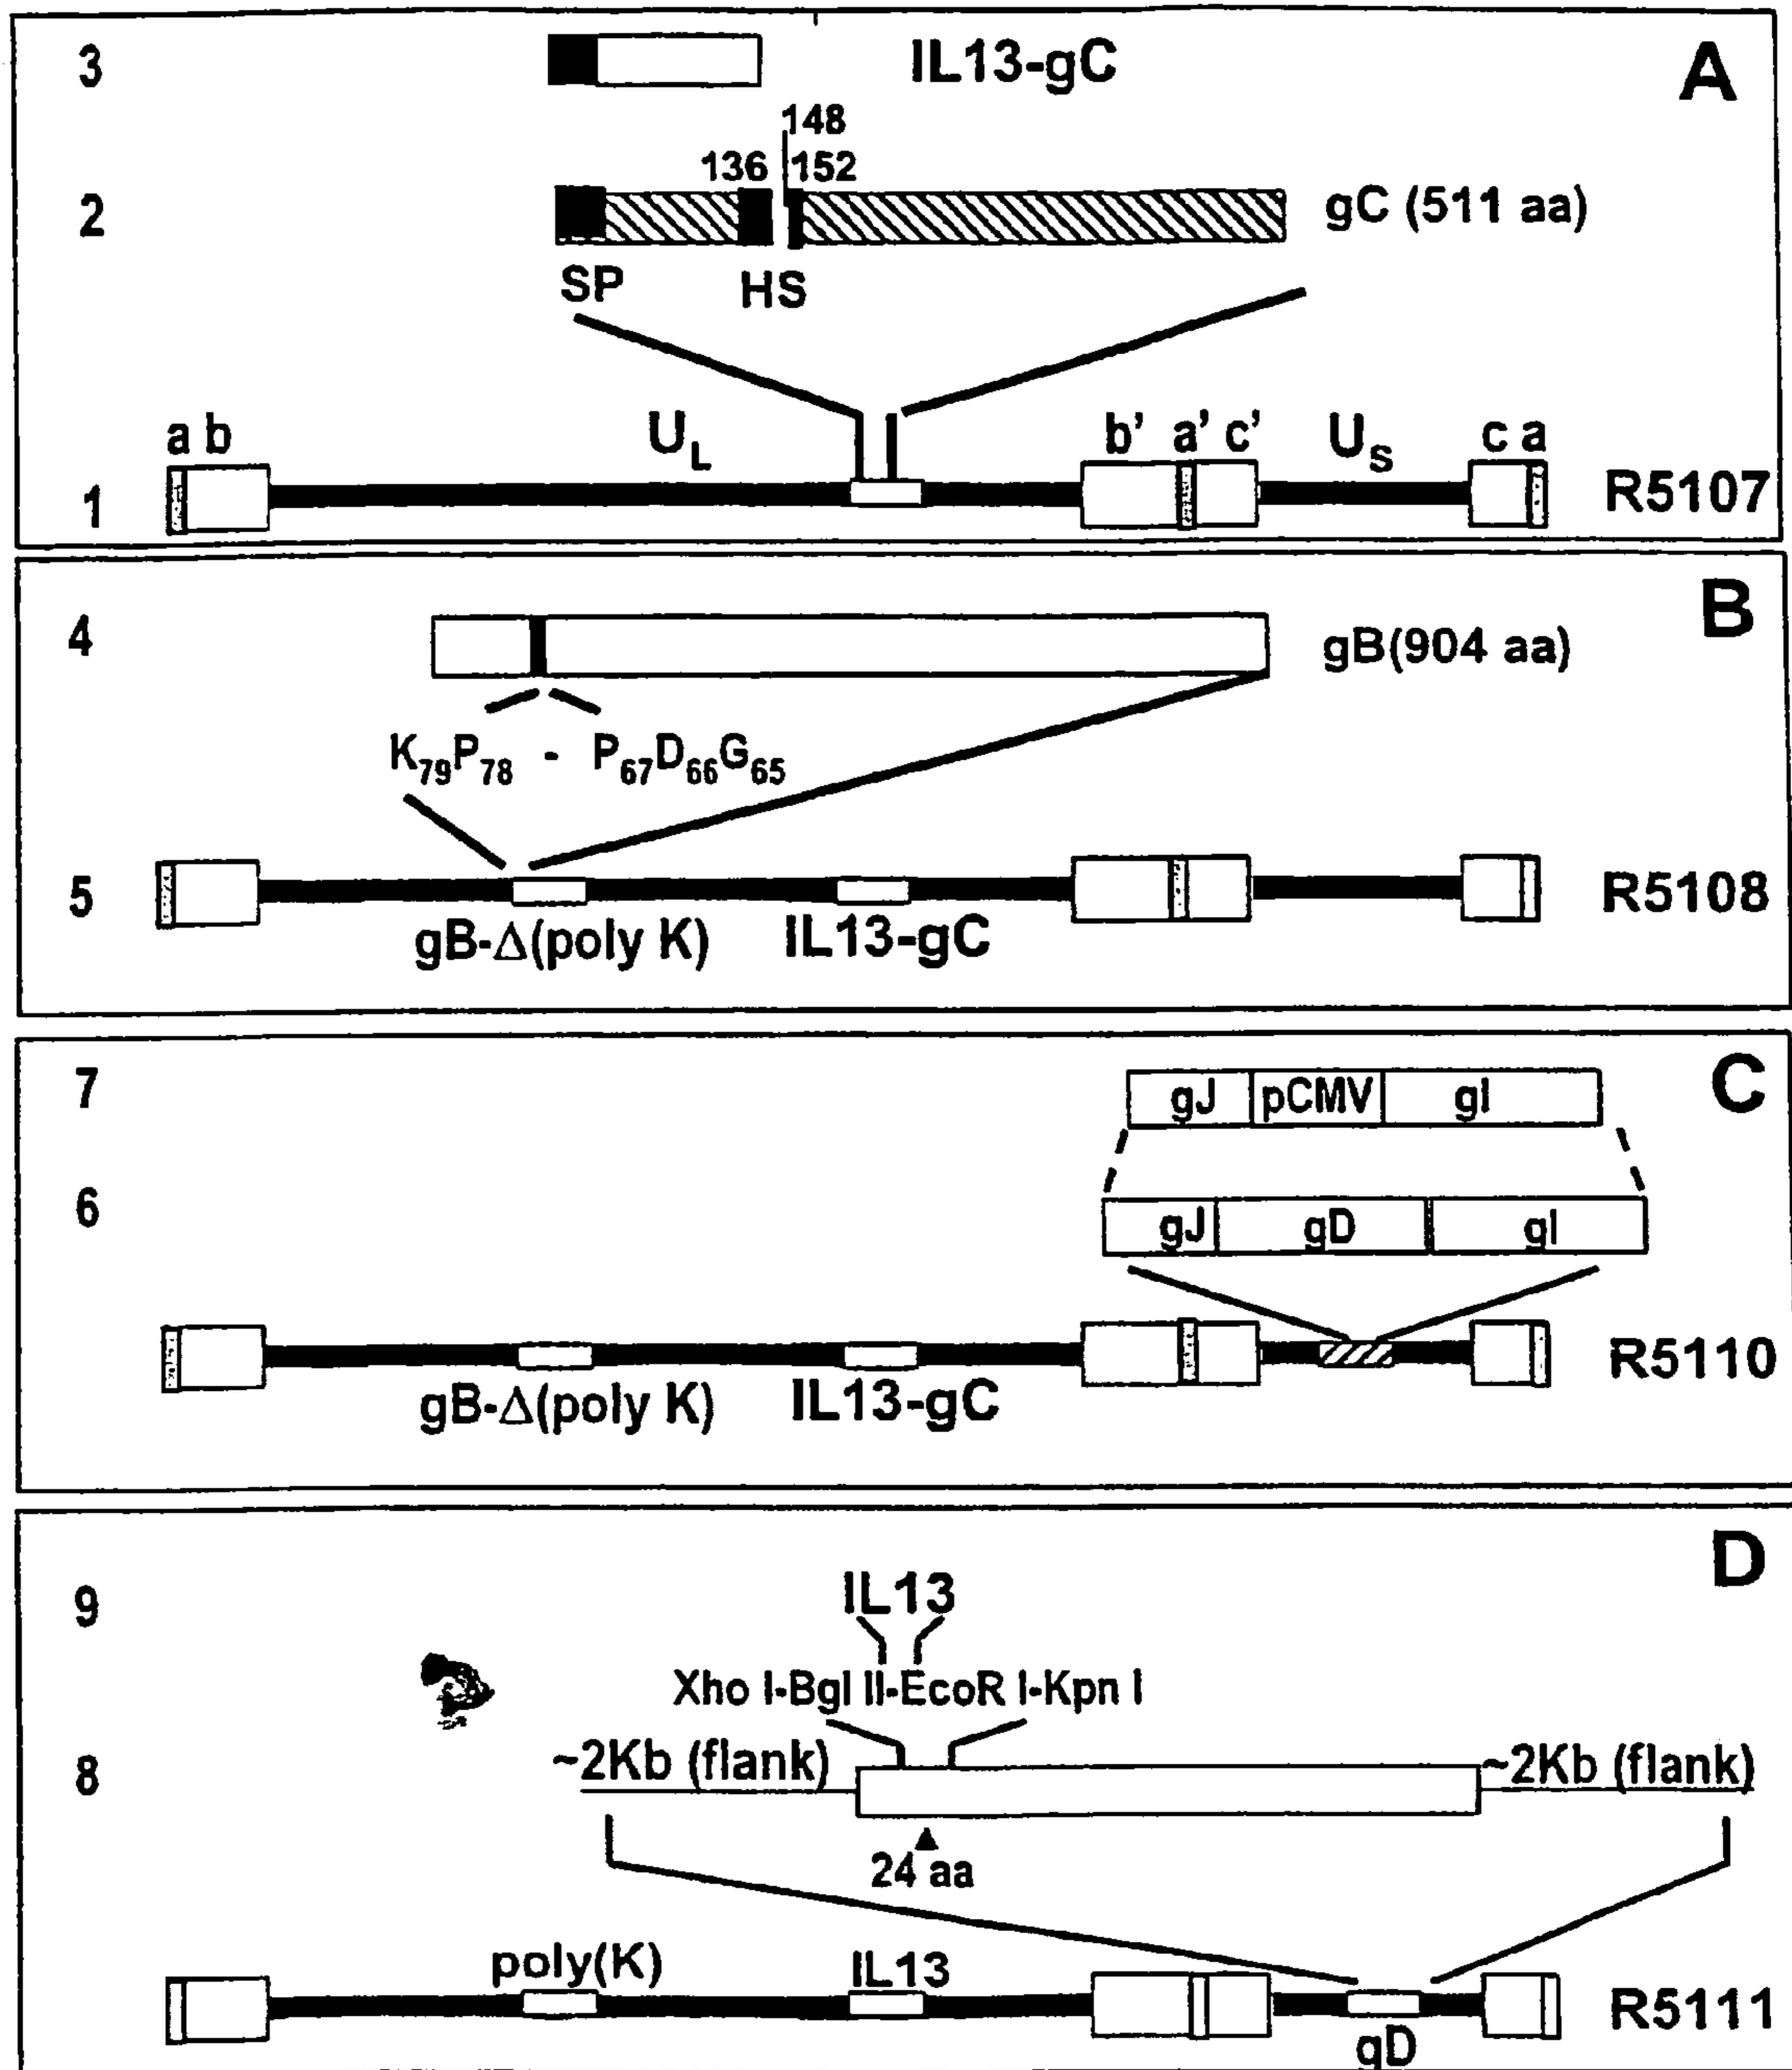 3 IL13-gC A
148
136 152
2 gC (511 aa)
SP HS
a b U_L b' a' c' U_S c a
1 R5107
4 gB(904 aa) B
K₇₉P₇₈ - P₆₇D₆₆G₆₅
5 R5108
gB-Δ(poly K) IL13-gC
7 gJ pCMV gI C
6 gJ gD gI
R5110
gB-Δ(poly K) IL13-gC
D
9 IL13
Xho I-Bgl II-EcoR I-Kpn I
8 ~2Kb (flank) ~2Kb (flank)
24 aa
poly(K) IL13 R5111
gD